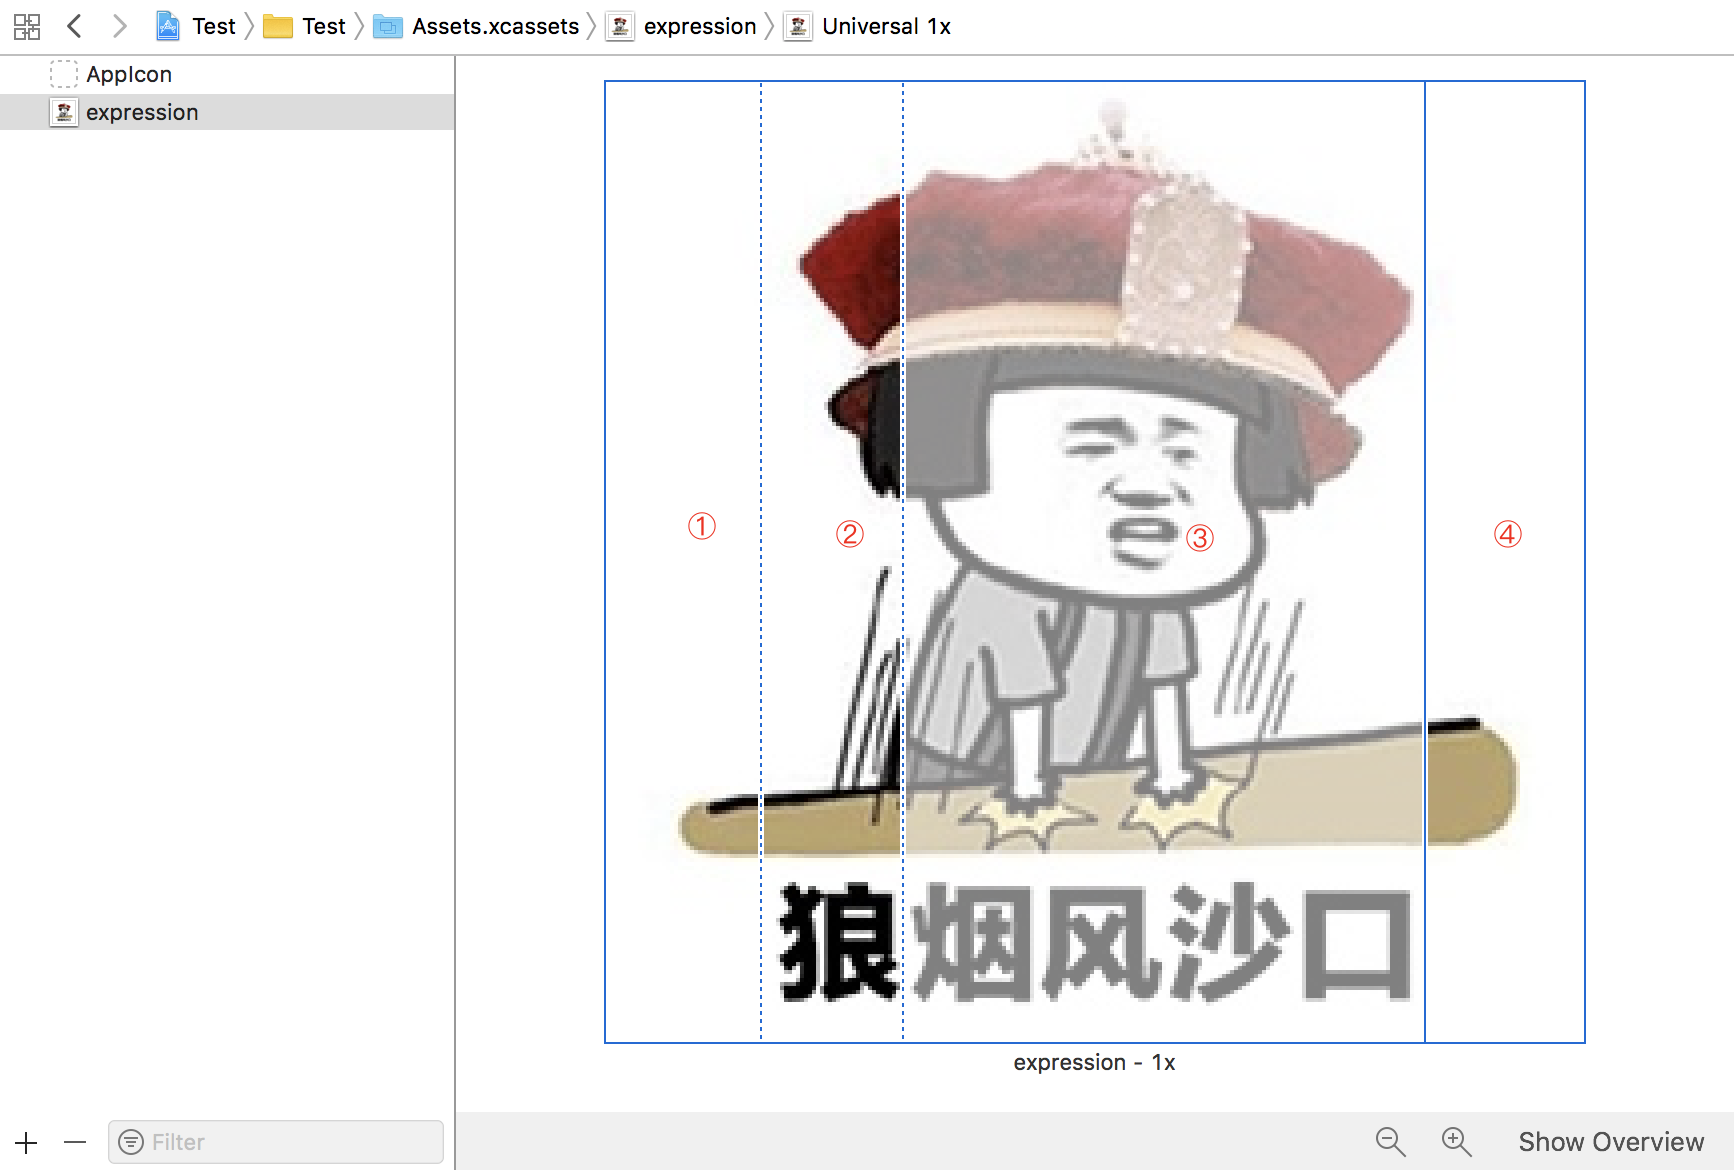 Test Test Assets.xcassets expression Universal 1x
AppIcon
expression
① ② ③ ④
狼烟风沙口
expression - 1x
Filter
Show Overview